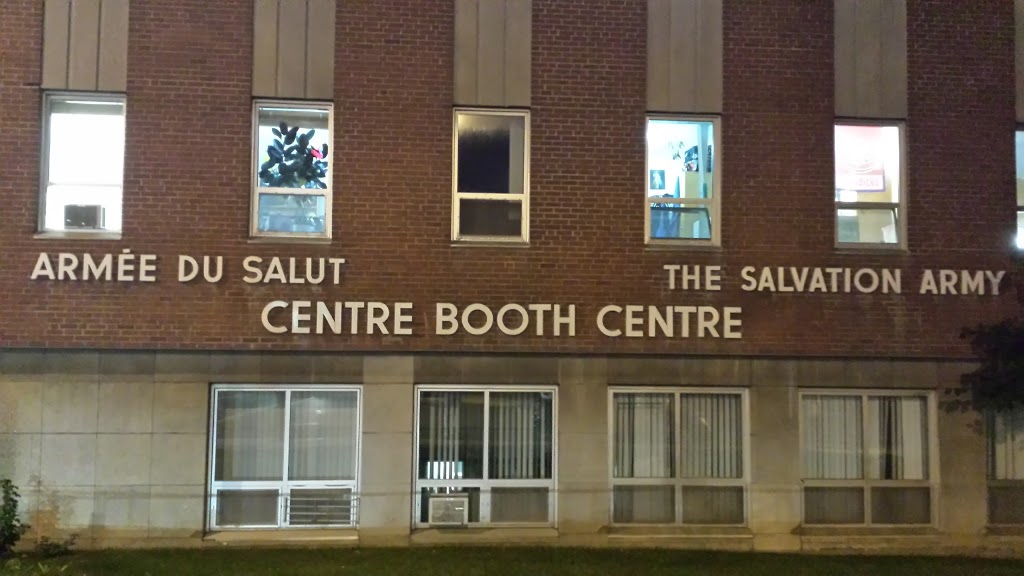 ARMÉE DU SALUT
THE SALVATION ARMY
CENTRE BOOTH CENTRE